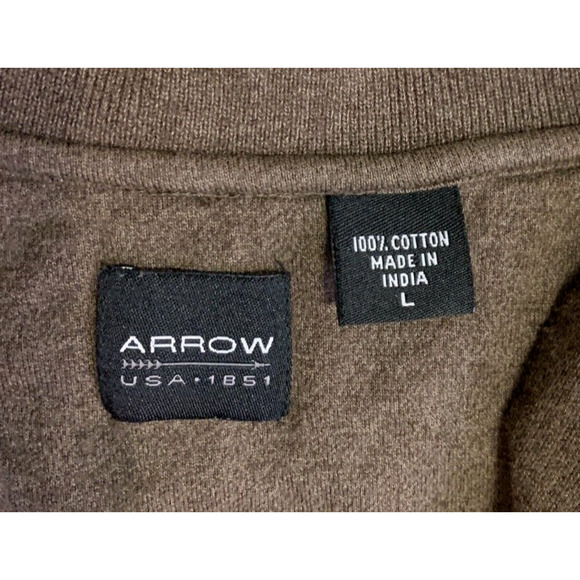 ARROW
USA · 1851
100% COTTON
MADE IN
INDIA
L